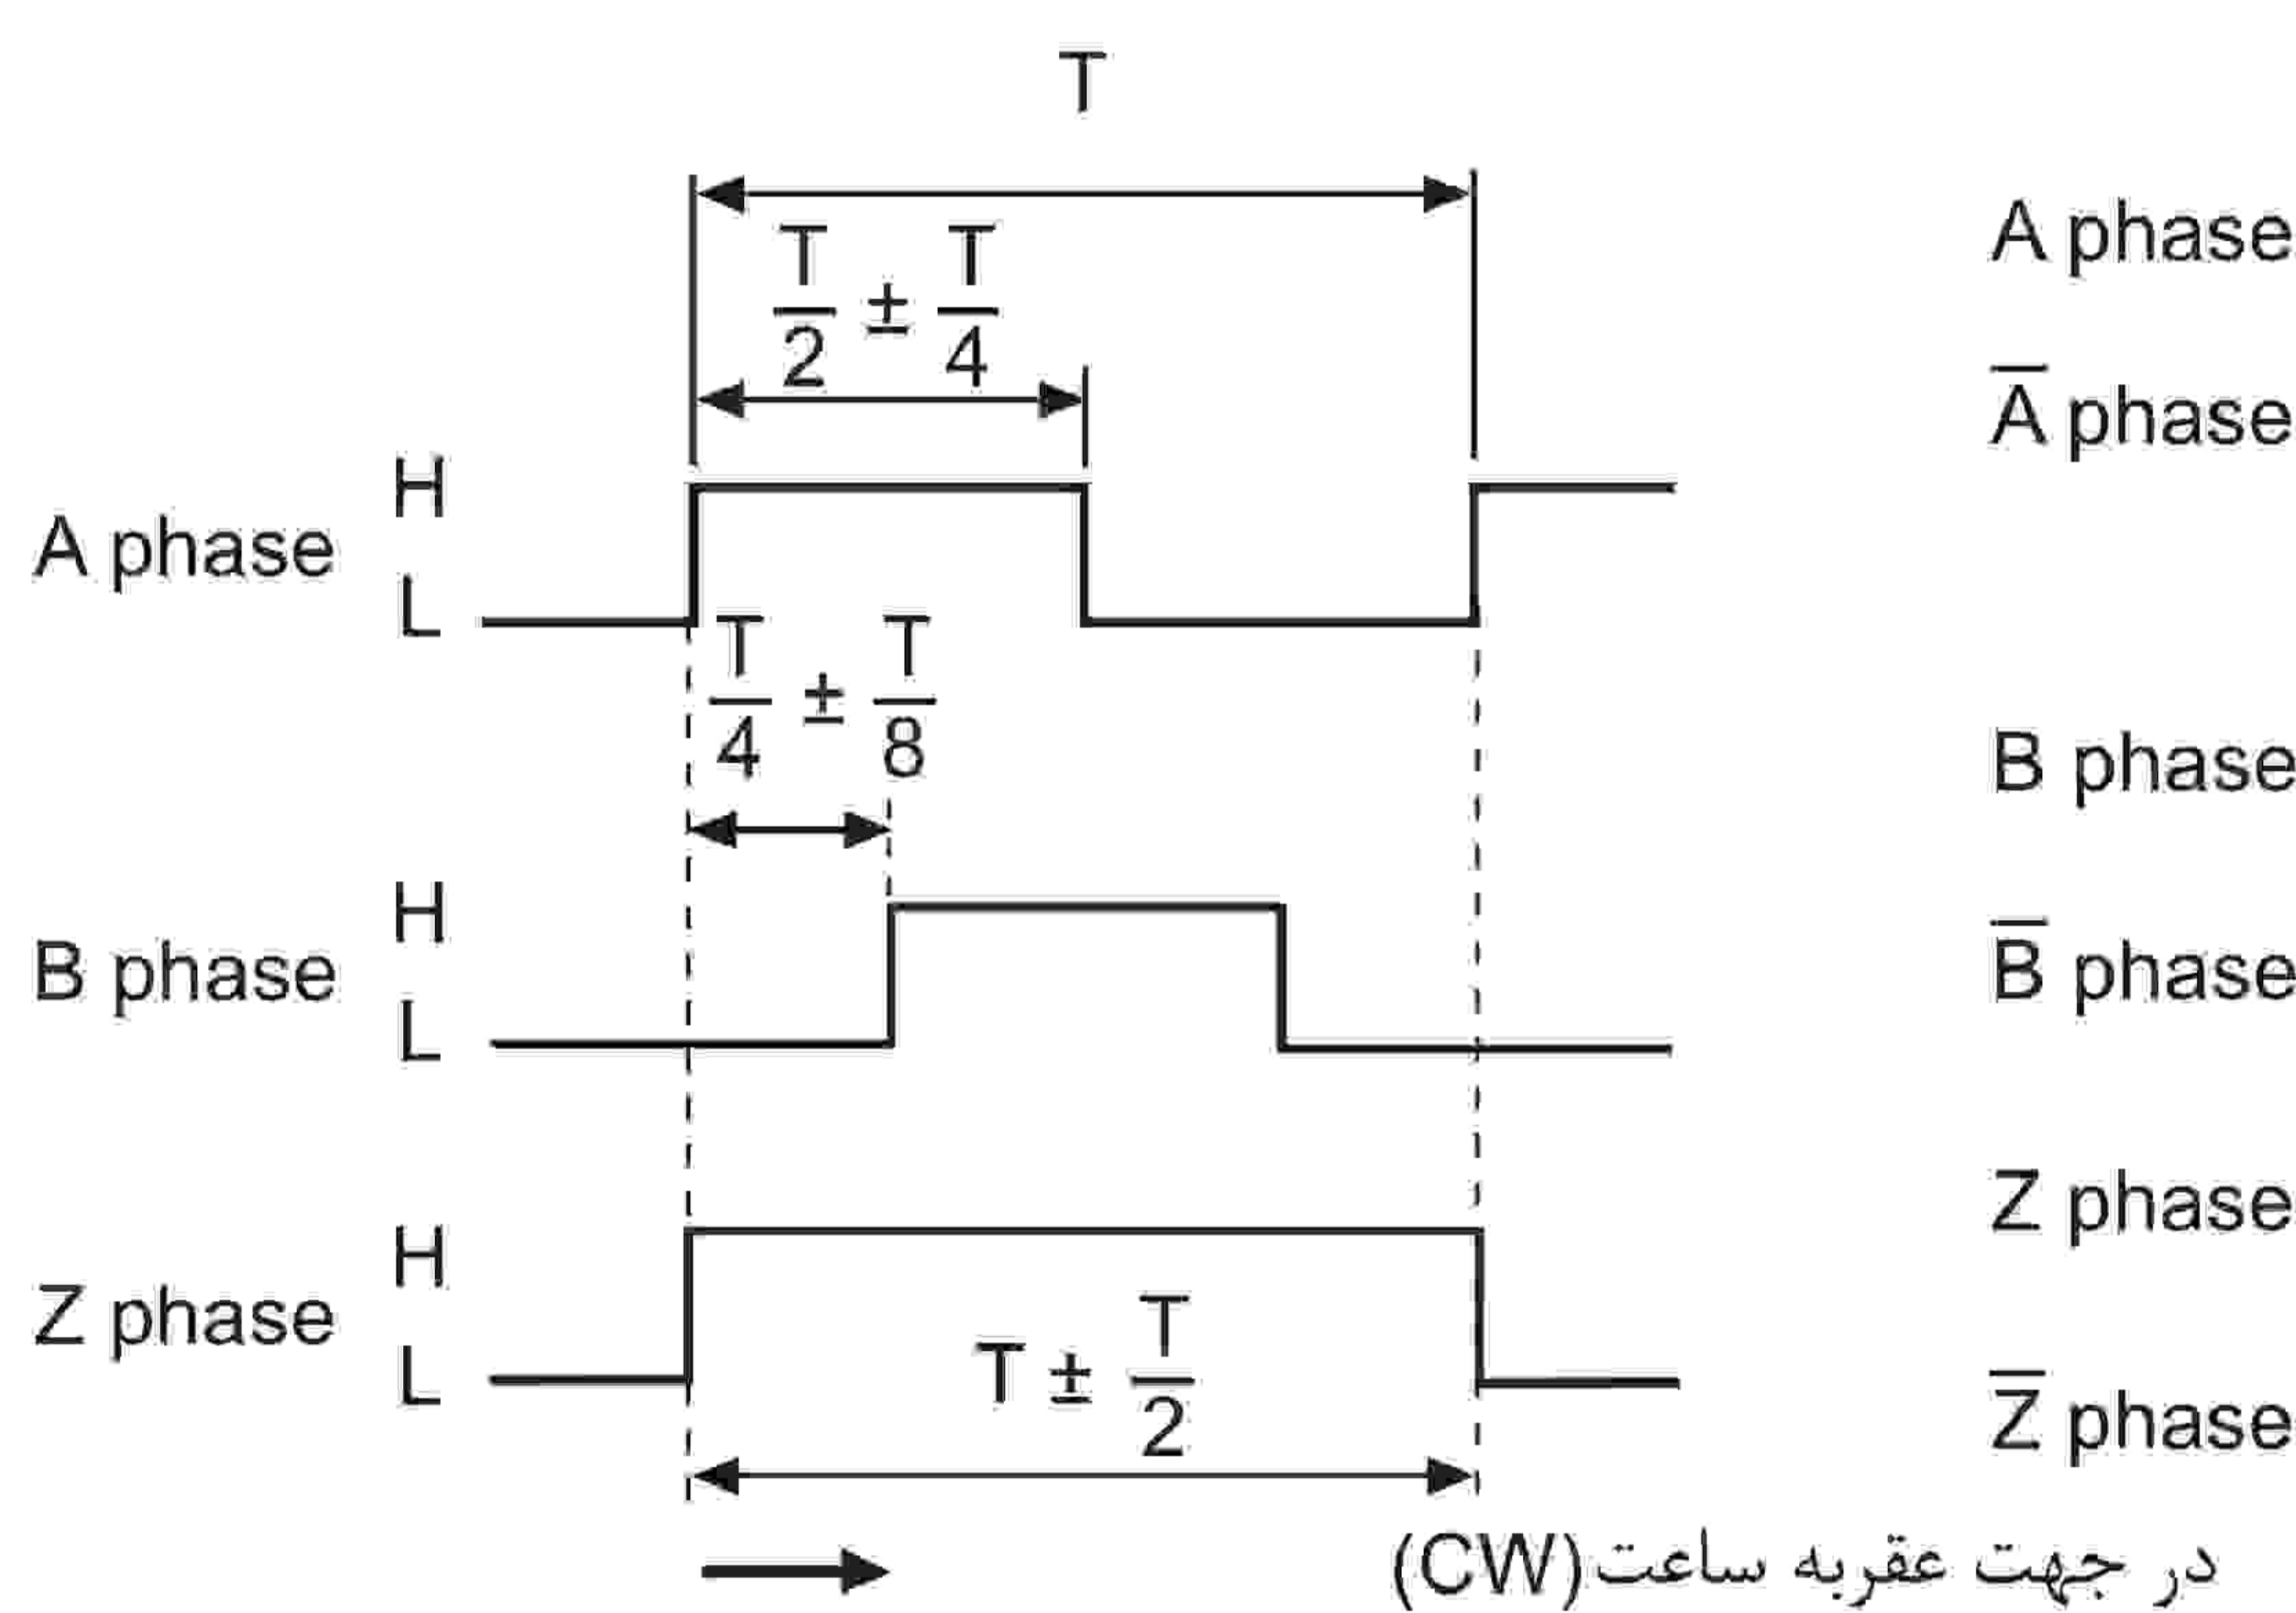 T
T/2 ± T/4
A phase
H
L
T/4 ± T/8
B phase
H
L
Z phase
H
L
T ± T/2
در جهت عقربه ساعت(CW)
A phase
A̅ phase
B phase
B̅ phase
Z phase
Z̅ phase